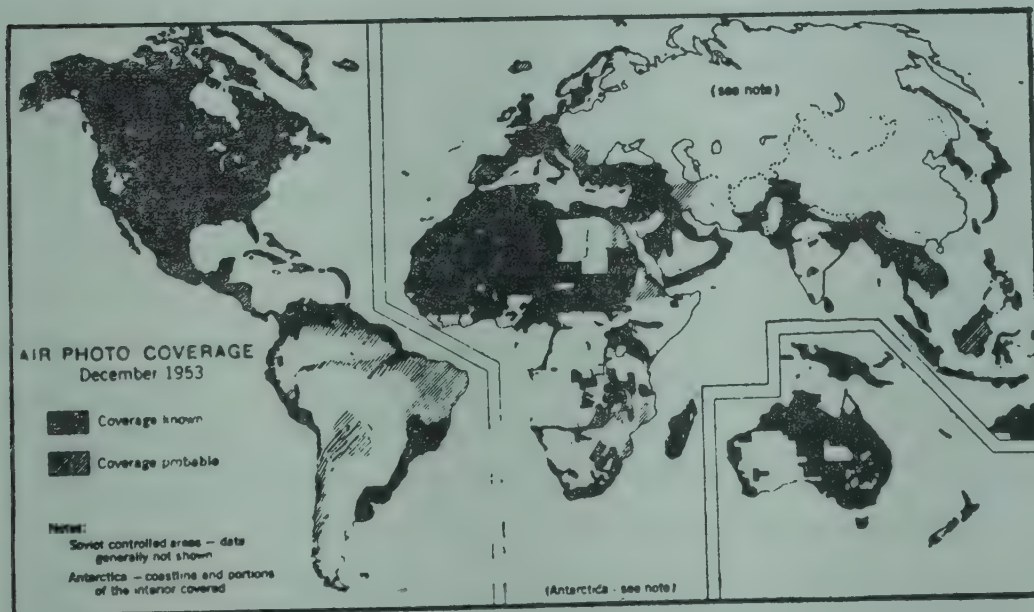 (see note)
AIR PHOTO COVERAGE
December 1953
Coverage known
Coverage probable
Notes:
Soviet controlled areas — data
generally not shown
Antarctica — coastline and portions
of the interior covered
(Antarctica - see note)